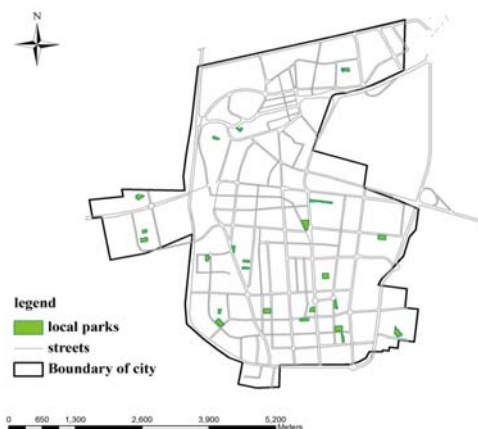 N
legend
local parks
streets
Boundary of city
0 650 1,300 2,600 3,900 5,200
Meters